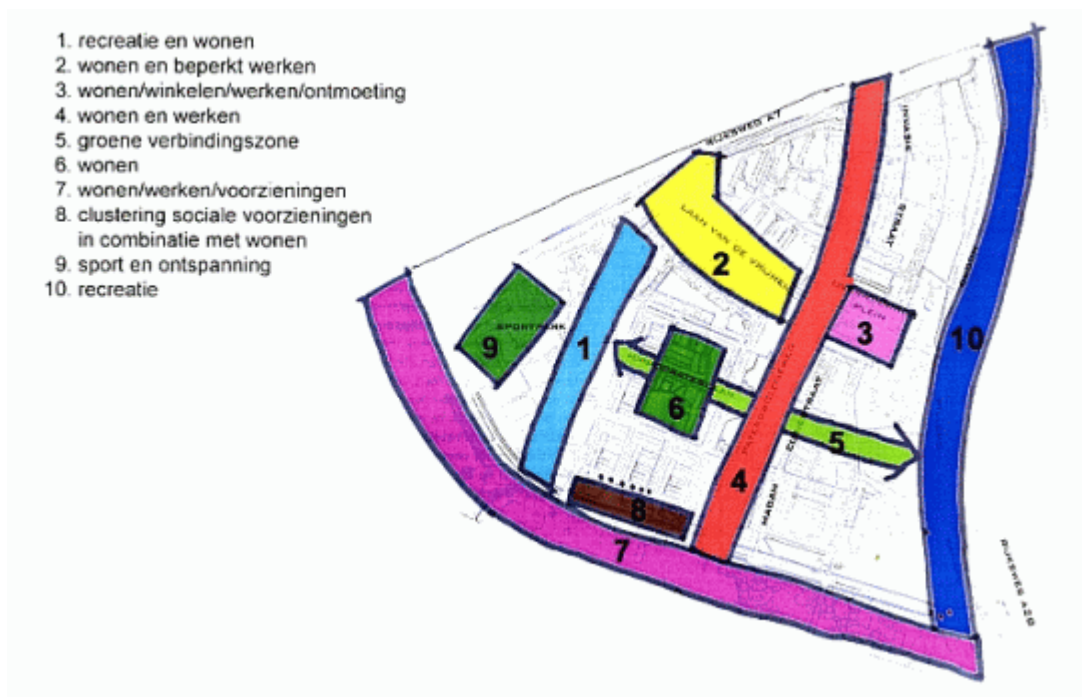 1. recreatie en wonen
2. wonen en beperkt werken
3. wonen/winkelen/werken/ontmoeting
4. wonen en werken
5. groene verbindingszone
6. wonen
7. wonen/werken/voorzieningen
8. clustering sociale voorzieningen
in combinatie met wonen
9. sport en ontspanning
10. recreatie
RIJKSWEG A7
STRAAT
LAAN VAN DE VRIJHEID
2
KLEIN
3
SPORTPARK
9
1
10
6
5
4
8
7
MADAM
RIJKSWEG A28